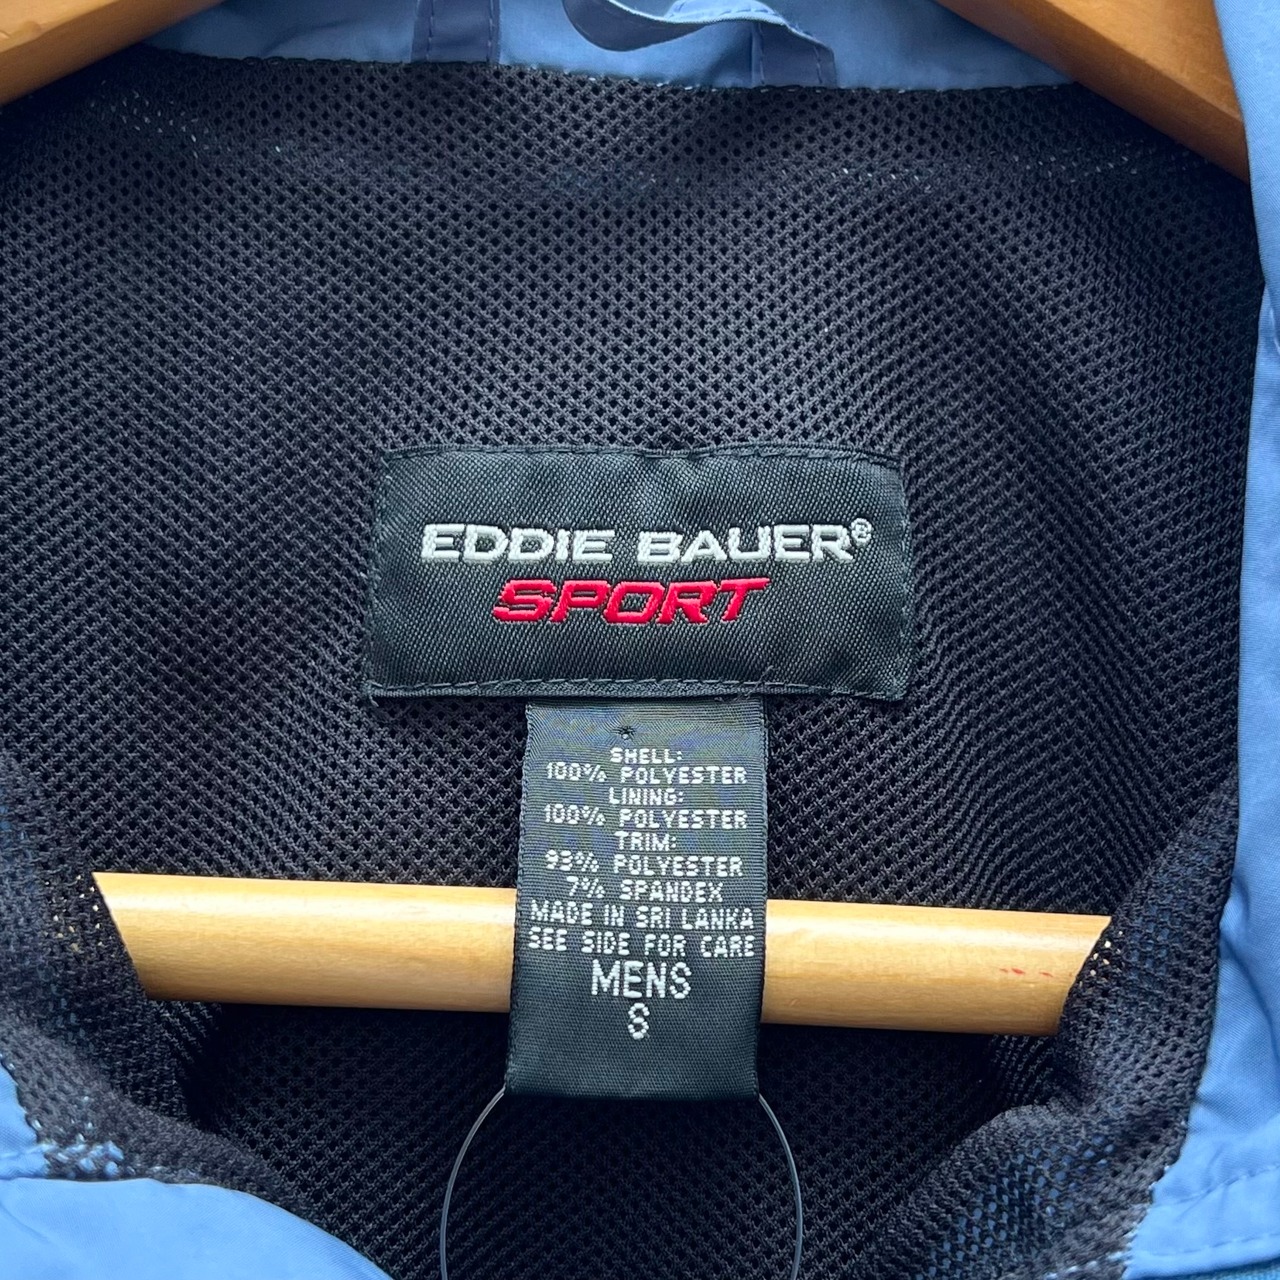 EDDIE BAUER®
SPORT
SHELL:
100% POLYESTER
LINING:
100% POLYESTER
TRIM:
93% POLYESTER
7% SPANDEX
MADE IN SRI LANKA
SEE SIDE FOR CARE
MENS
S